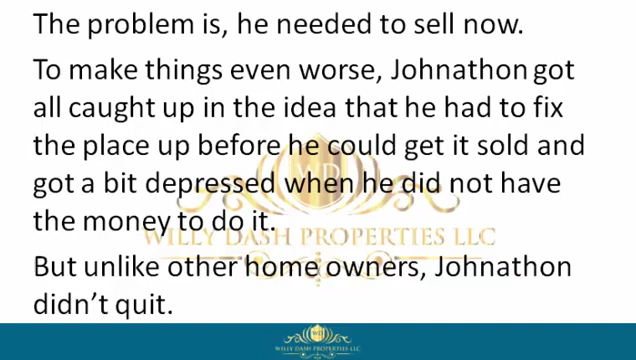 The problem is, he needed to sell now.
To make things even worse, Johnathon got
all caught up in the idea that he had to fix
the place up before he could get it sold and
got a bit depressed when he did not have
the money to do it.
WILLY DASH PROPERTIES LLC
But unlike other home owners, Johnathon
didn’t quit.
WILLY DASH PROPERTIES LLC